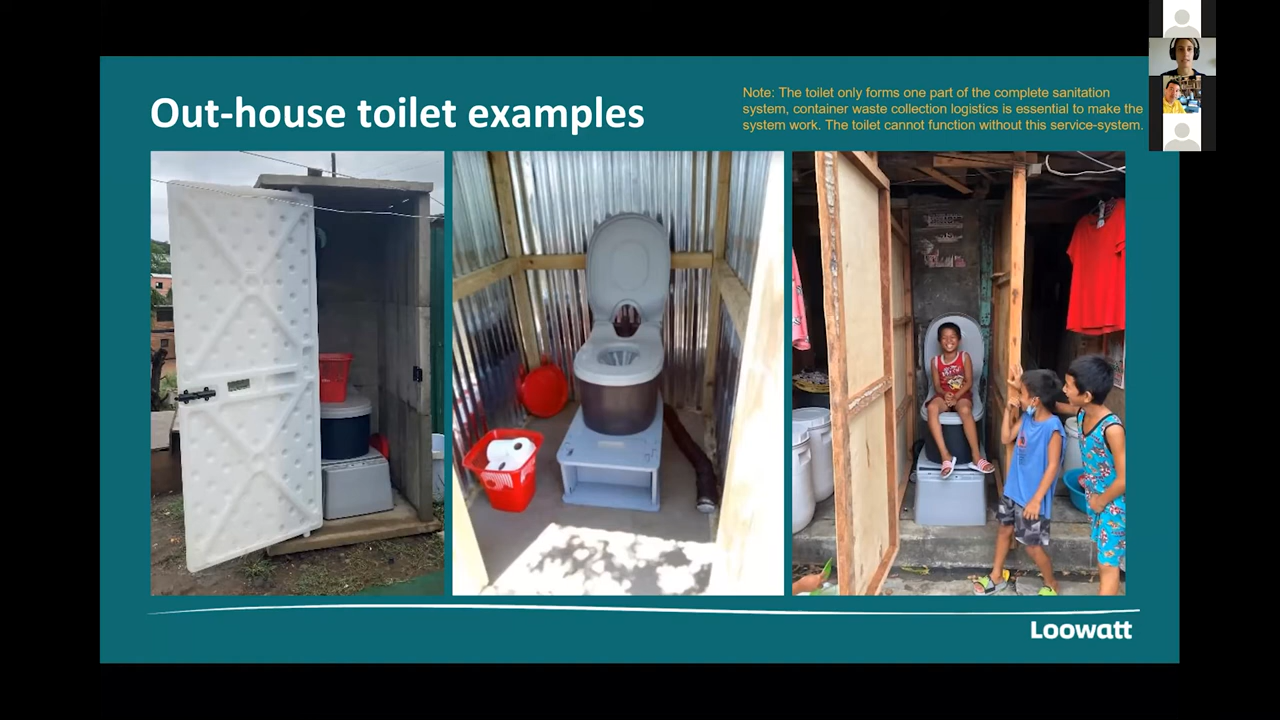 Out-house toilet examples
Note: The toilet only forms one part of the complete sanitation
system, container waste collection logistics is essential to make the
system work. The toilet cannot function without this service-system.
Loowatt